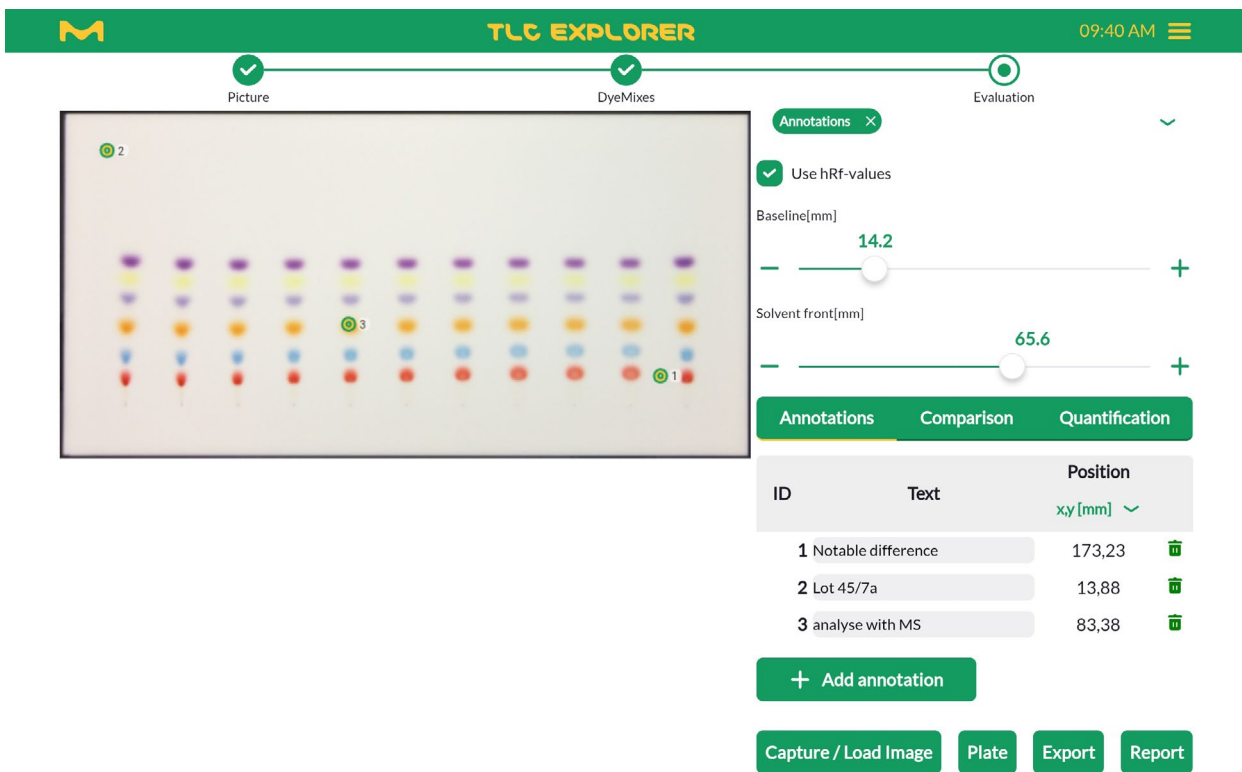 TLC EXPLORER
09:40 AM
Picture
DyeMixes
Evaluation
2
3
1
Annotations
Use hRf-values
Baseline[mm]
14.2
Solvent front[mm]
65.6
Annotations Comparison Quantification
ID Text Position
x,y [mm]
1 Notable difference 173,23
2 Lot 45/7a 13,88
3 analyse with MS 83,38
+ Add annotation
Capture / Load Image Plate Export Report